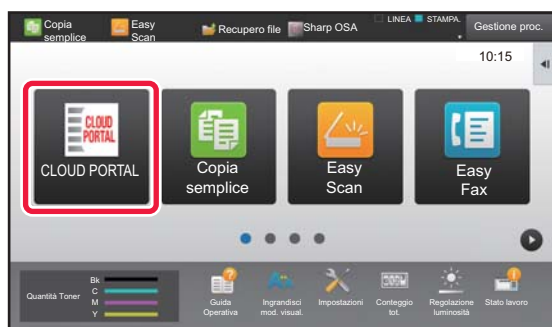 Copia
semplice
Easy
Scan
Recupero file
Sharp OSA
LINEA
STAMPA.
Gestione proc.
10:15
CLOUD
PORTAL
CLOUD PORTAL
Copia
semplice
Easy
Scan
Easy
Fax
Quantità Toner
Bk
C
M
Y
Guida
Operativa
Ingrandisci
mod. visual.
Impostazioni
Conteggio
tot.
Regolazione
luminosità
Stato lavoro